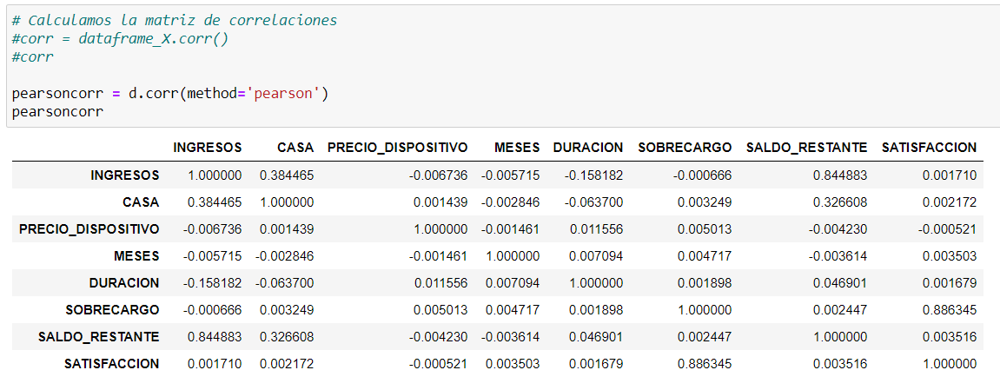 # Calculamos la matriz de correlaciones
#corr = dataframe_X.corr()
#corr
pearsoncorr = d.corr(method='pearson')
pearsoncorr
INGRESOS CASA PRECIO_DISPOSITIVO MESES DURACION SOBRECARGO SALDO_RESTANTE SATISFACCION
INGRESOS 1.000000 0.384465 -0.006736 -0.005715 -0.158182 -0.000666 0.844883 0.001710
CASA 0.384465 1.000000 0.001439 -0.002846 -0.063700 0.003249 0.326608 0.002172
PRECIO_DISPOSITIVO -0.006736 0.001439 1.000000 -0.001461 0.011556 0.005013 -0.004230 -0.000521
MESES -0.005715 -0.002846 -0.001461 1.000000 0.007094 0.004717 -0.003614 0.003503
DURACION -0.158182 -0.063700 0.011556 0.007094 1.000000 0.001898 0.046901 0.001679
SOBRECARGO -0.000666 0.003249 0.005013 0.004717 0.001898 1.000000 0.002447 0.886345
SALDO_RESTANTE 0.844883 0.326608 -0.004230 -0.003614 0.046901 0.002447 1.000000 0.003516
SATISFACCION 0.001710 0.002172 -0.000521 0.003503 0.001679 0.886345 0.003516 1.000000